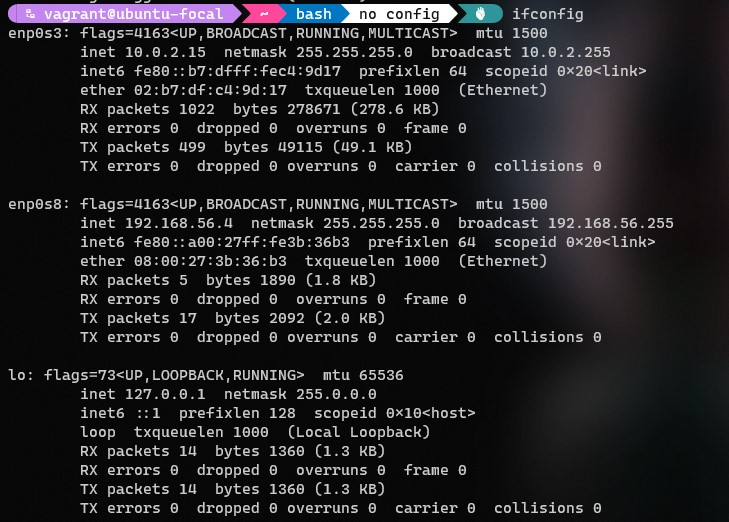 vagrant@ubuntu-focal ~ bash no config ifconfig
enp0s3: flags=4163<UP,BROADCAST,RUNNING,MULTICAST>  mtu 1500
        inet 10.0.2.15  netmask 255.255.255.0  broadcast 10.0.2.255
        inet6 fe80::b7:dfff:fec4:9d17  prefixlen 64  scopeid 0×20<link>
        ether 02:b7:df:c4:9d:17  txqueuelen 1000  (Ethernet)
        RX packets 1022  bytes 278671 (278.6 KB)
        RX errors 0  dropped 0  overruns 0  frame 0
        TX packets 499  bytes 49115 (49.1 KB)
        TX errors 0  dropped 0 overruns 0  carrier 0  collisions 0

enp0s8: flags=4163<UP,BROADCAST,RUNNING,MULTICAST>  mtu 1500
        inet 192.168.56.4  netmask 255.255.255.0  broadcast 192.168.56.255
        inet6 fe80::a00:27ff:fe3b:36b3  prefixlen 64  scopeid 0×20<link>
        ether 08:00:27:3b:36:b3  txqueuelen 1000  (Ethernet)
        RX packets 5  bytes 1890 (1.8 KB)
        RX errors 0  dropped 0  overruns 0  frame 0
        TX packets 17  bytes 2092 (2.0 KB)
        TX errors 0  dropped 0 overruns 0  carrier 0  collisions 0

lo: flags=73<UP,LOOPBACK,RUNNING>  mtu 65536
        inet 127.0.0.1  netmask 255.0.0.0
        inet6 ::1  prefixlen 128  scopeid 0×10<host>
        loop  txqueuelen 1000  (Local Loopback)
        RX packets 14  bytes 1360 (1.3 KB)
        RX errors 0  dropped 0  overruns 0  frame 0
        TX packets 14  bytes 1360 (1.3 KB)
        TX errors 0  dropped 0 overruns 0  carrier 0  collisions 0